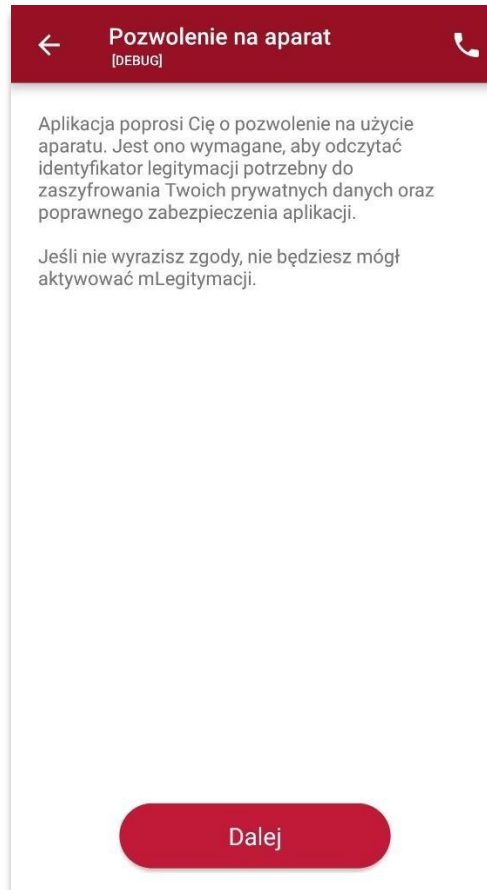 Pozwolenie na aparat
[DEBUG]
Aplikacja poprosi Cię o pozwolenie na użycie
aparatu. Jest ono wymagane, aby odczytać
identyfikator legitymacji potrzebny do
zaszyfrowania Twoich prywatnych danych oraz
poprawnego zabezpieczenia aplikacji.
Jeśli nie wyrazisz zgody, nie będziesz mógł
aktywować mLegitymacji.
Dalej